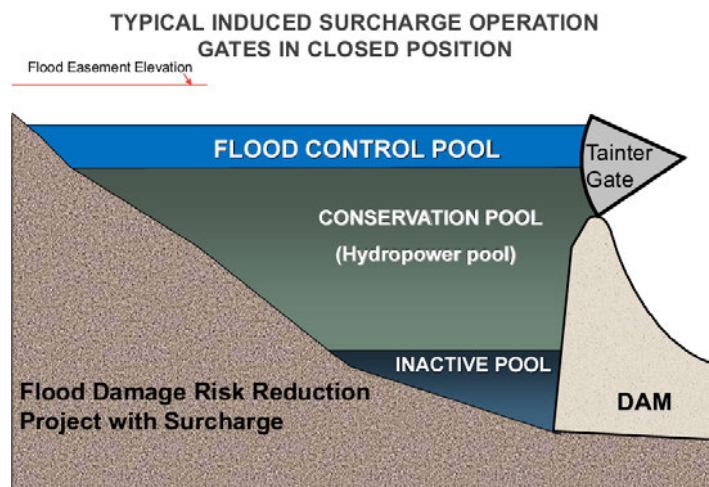 TYPICAL INDUCED SURCHARGE OPERATION
GATES IN CLOSED POSITION
Flood Easement Elevation
FLOOD CONTROL POOL
Tainter
Gate
CONSERVATION POOL
(Hydropower pool)
INACTIVE POOL
Flood Damage Risk Reduction
Project with Surcharge
DAM